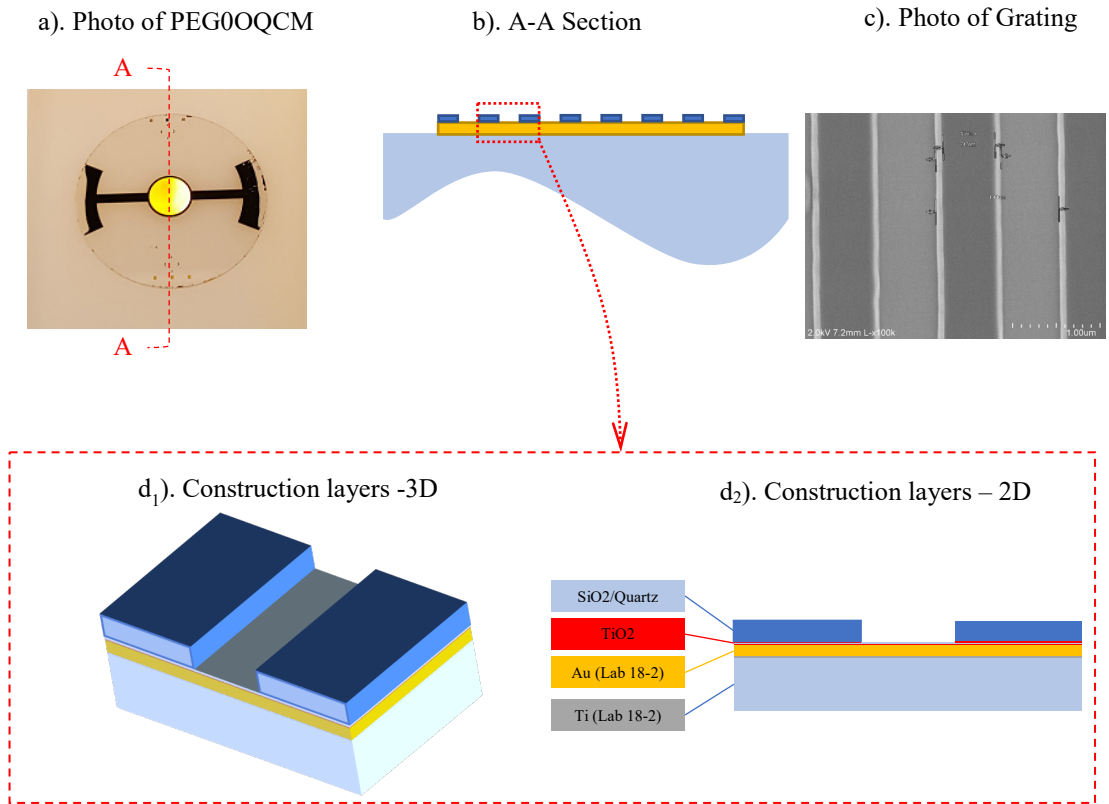 a). Photo of PEG0OQCM
b). A-A Section
c). Photo of Grating
A
A
2.0kV 7.2mm L-x100k
1.00um
d1). Construction layers -3D
d2). Construction layers – 2D
SiO2/Quartz
TiO2
Au (Lab 18-2)
Ti (Lab 18-2)